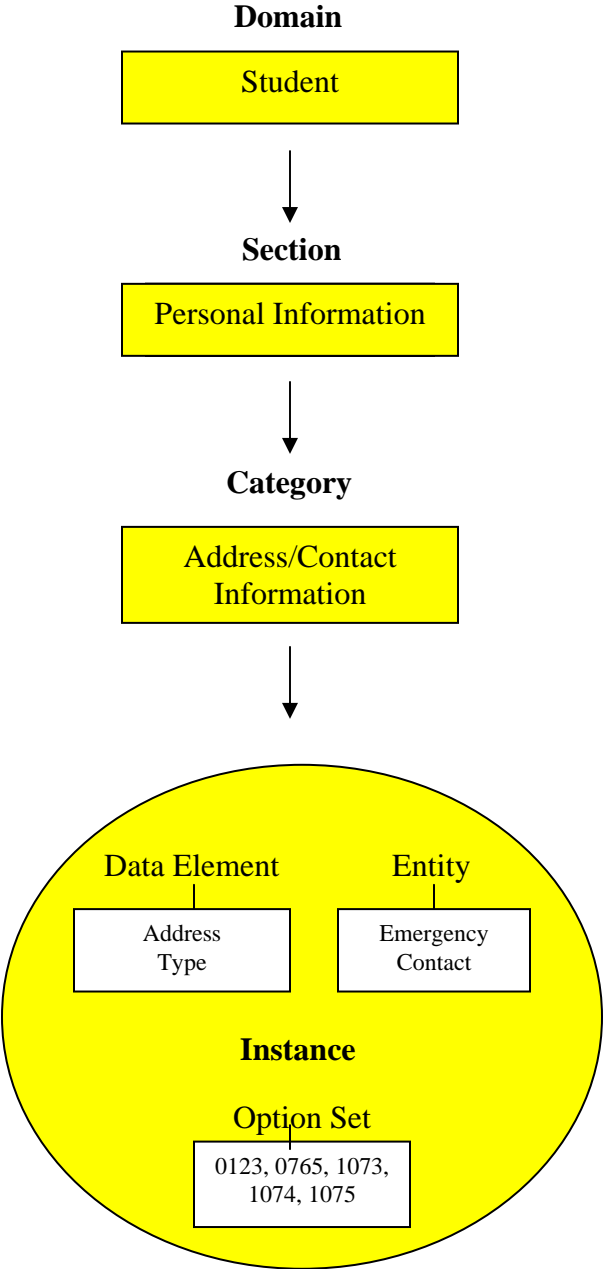 Domain
Student
Section
Personal Information
Category
Address/Contact
Information
Data Element
Entity
Address
Type
Emergency
Contact
Instance
Option Set
0123, 0765, 1073,
1074, 1075